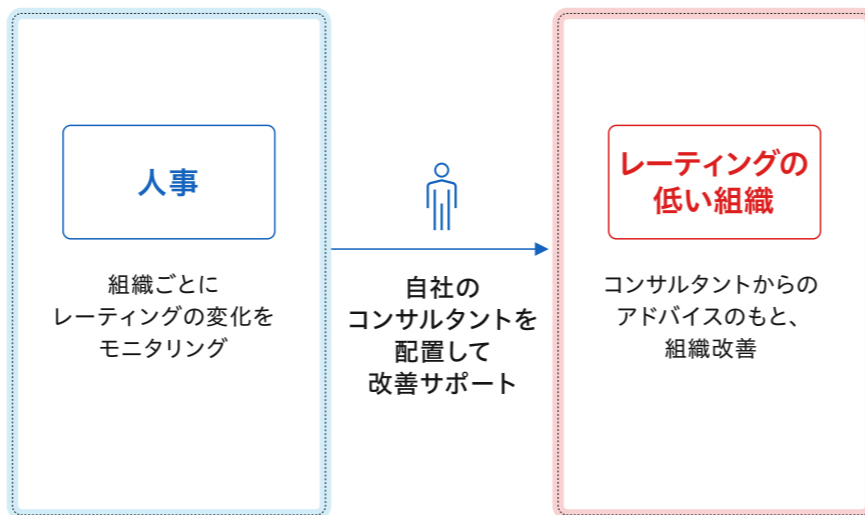 人事
組織ごとに
レーティングの変化を
モニタリング
自社の
コンサルタントを
配置して
改善サポート
レーティングの
低い組織
コンサルタントからの
アドバイスのもと、
組織改善